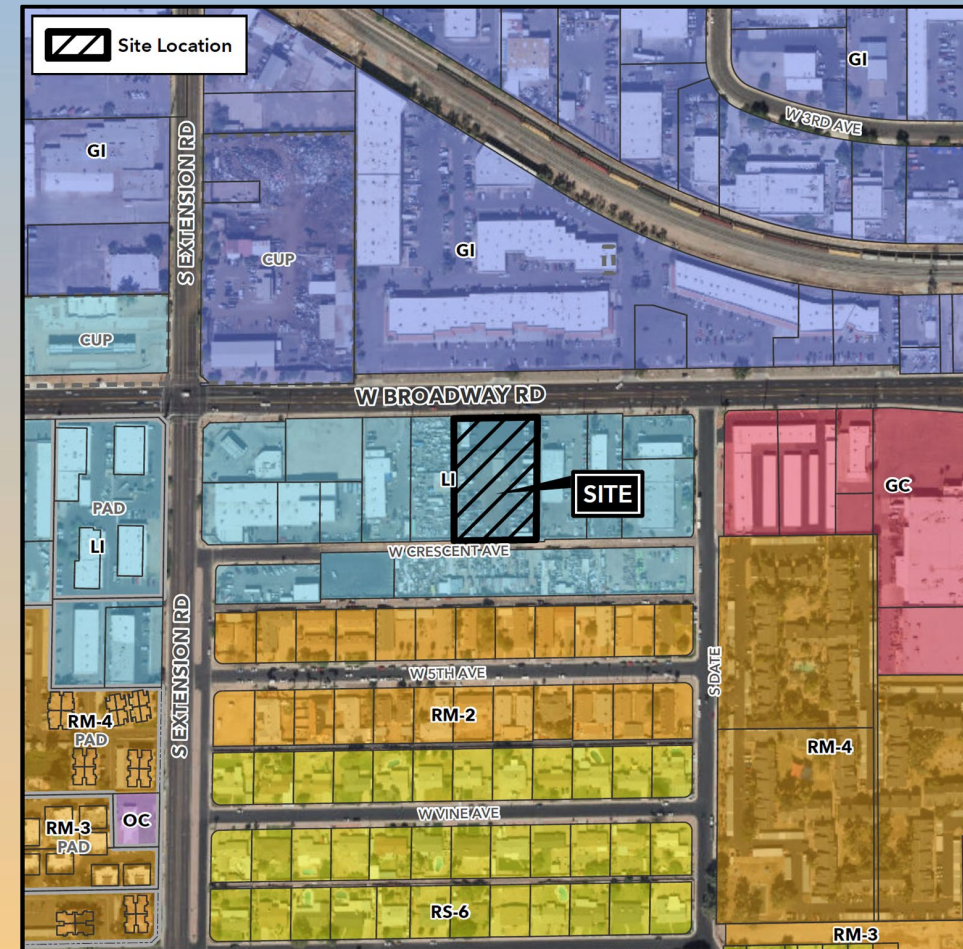 Site Location
GI
W 3RD AVE
GI
S EXTENSION RD
GI
CUP
CUP
W BROADWAY RD
LI
SITE
GC
PAD
LI
W CRESCENT AVE
S EXTENSION RD
W 5TH AVE
S DATE
RM-4
PAD
RM-2
RM-4
W VINE AVE
OC
RM-3
PAD
RS-6
RM-3